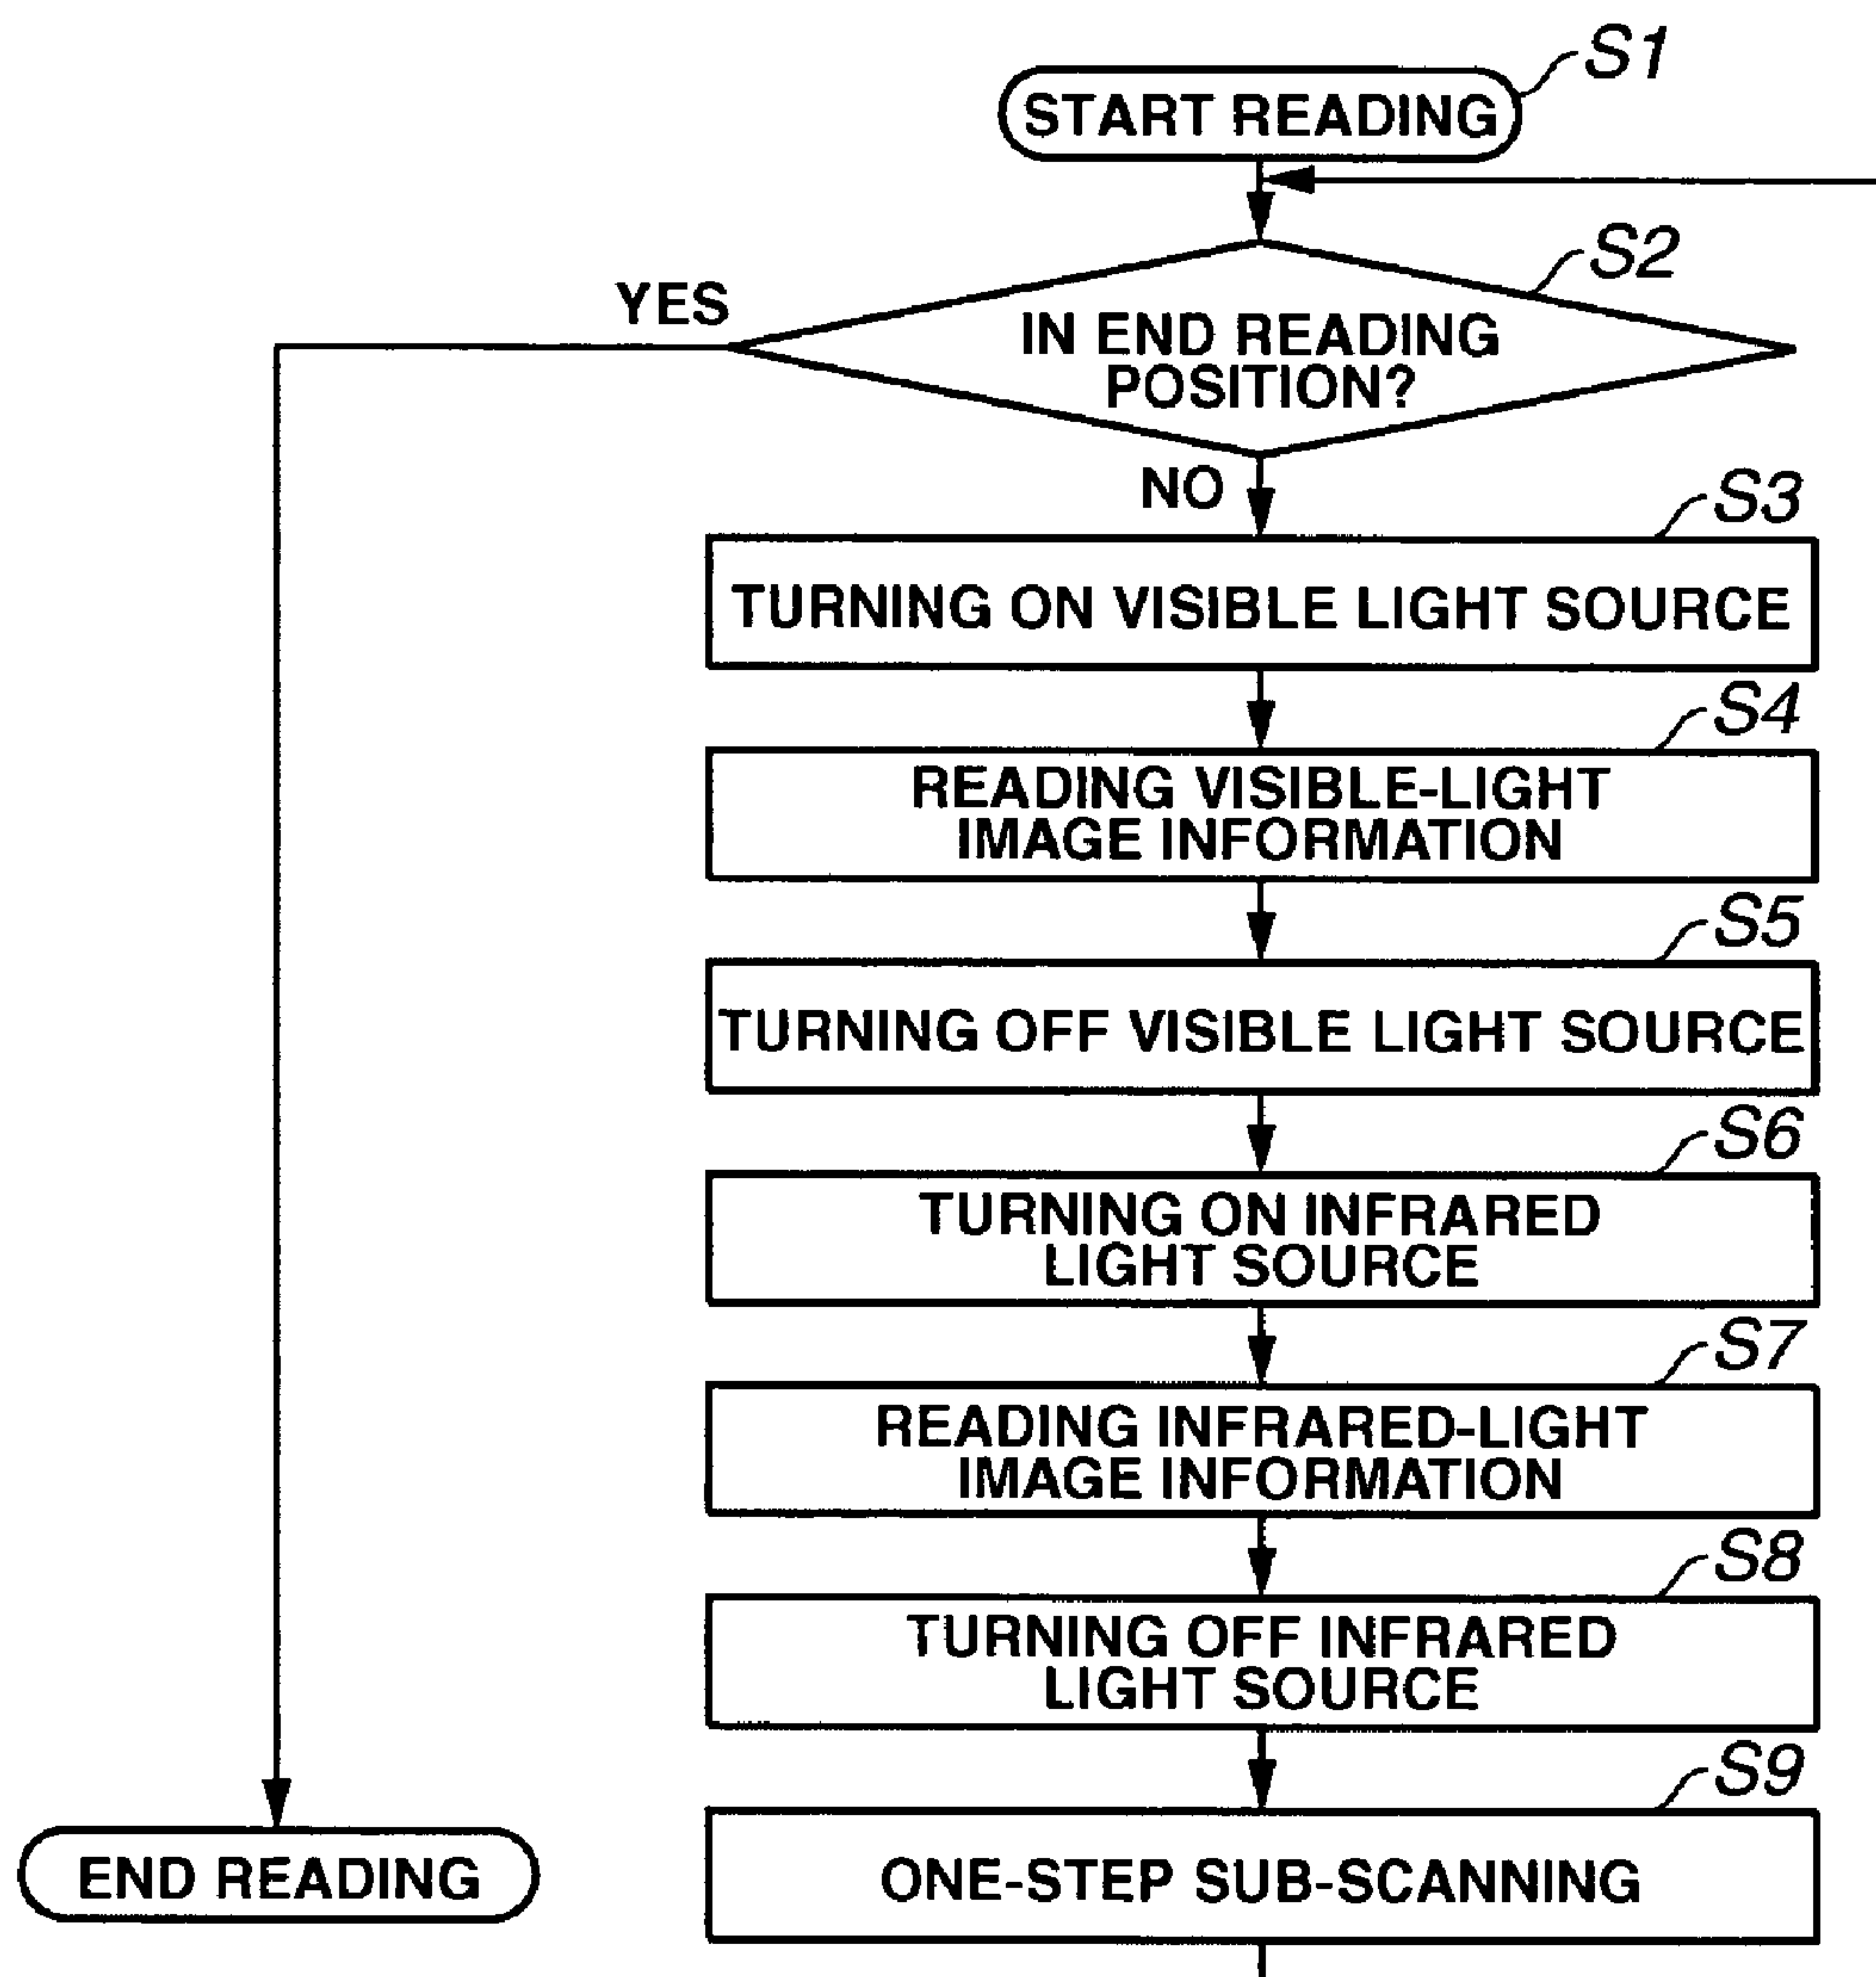 S1
START READING
S2
YES
IN END READING
POSITION?
NO
S3
TURNING ON VISIBLE LIGHT SOURCE
S4
READING VISIBLE-LIGHT
IMAGE INFORMATION
S5
TURNING OFF VISIBLE LIGHT SOURCE
S6
TURNING ON INFRARED
LIGHT SOURCE
S7
READING INFRARED-LIGHT
IMAGE INFORMATION
S8
TURNING OFF INFRARED
LIGHT SOURCE
S9
END READING
ONE-STEP SUB-SCANNING